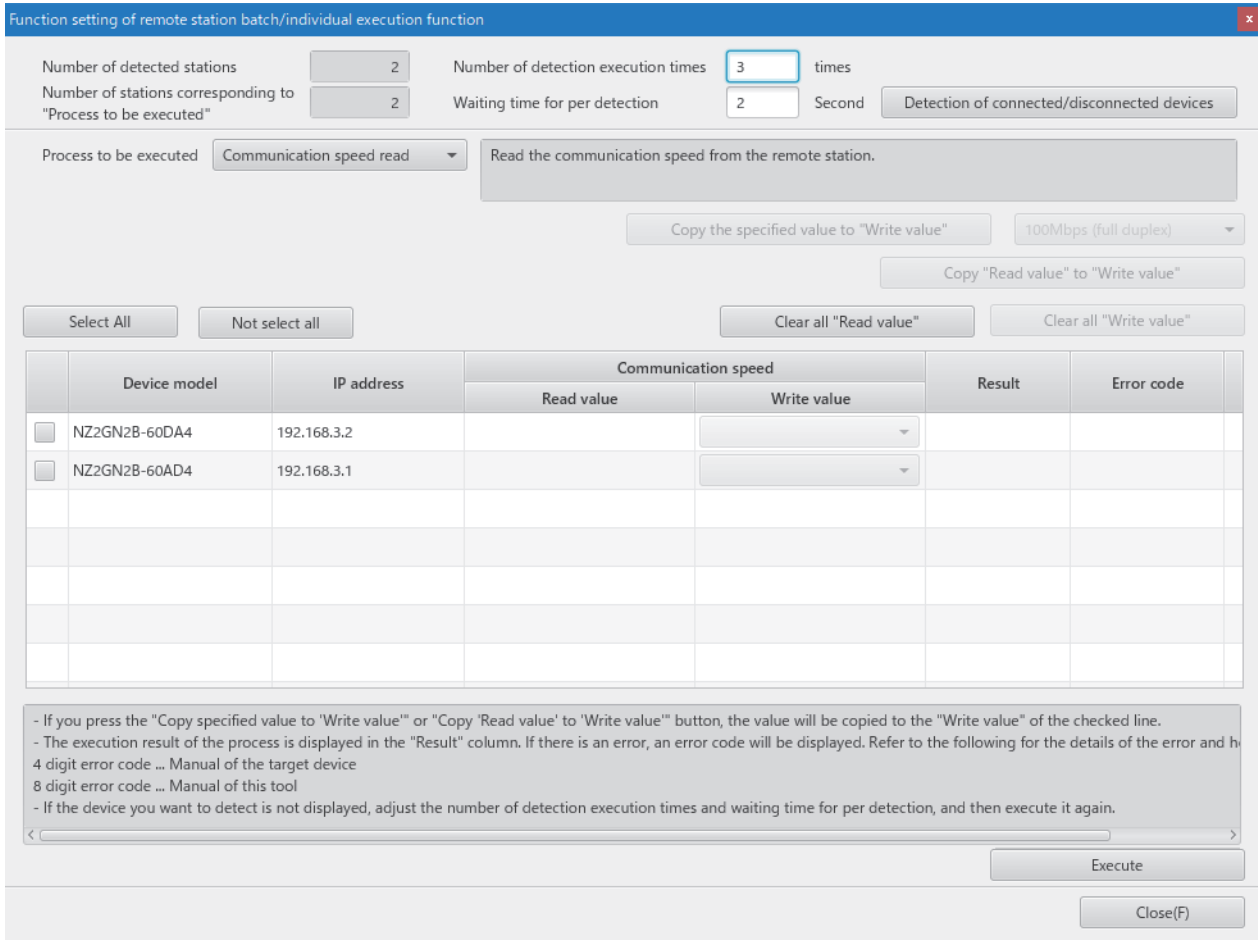 Function setting of remote station batch/individual execution function
x
Number of detected stations 2 Number of detection execution times 3 times
Number of stations corresponding to
"Process to be executed" 2 Waiting time for per detection 2 Second Detection of connected/disconnected devices
Process to be executed Communication speed read Read the communication speed from the remote station.
Copy the specified value to "Write value" 100Mbps (full duplex)
Copy "Read value" to "Write value"
Select All Not select all Clear all "Read value" Clear all "Write value"
Device model IP address Communication speed Result Error code
Read value Write value
NZ2GN2B-60DA4 192.168.3.2
NZ2GN2B-60AD4 192.168.3.1
- If you press the "Copy specified value to 'Write value'" or "Copy 'Read value' to 'Write value'" button, the value will be copied to the "Write value" of the checked line.
- The execution result of the process is displayed in the "Result" column. If there is an error, an error code will be displayed. Refer to the following for the details of the error and
4 digit error code ... Manual of the target device
8 digit error code ... Manual of this tool
- If the device you want to detect is not displayed, adjust the number of detection execution times and waiting time for per detection, and then execute it again.
Execute
Close(F)